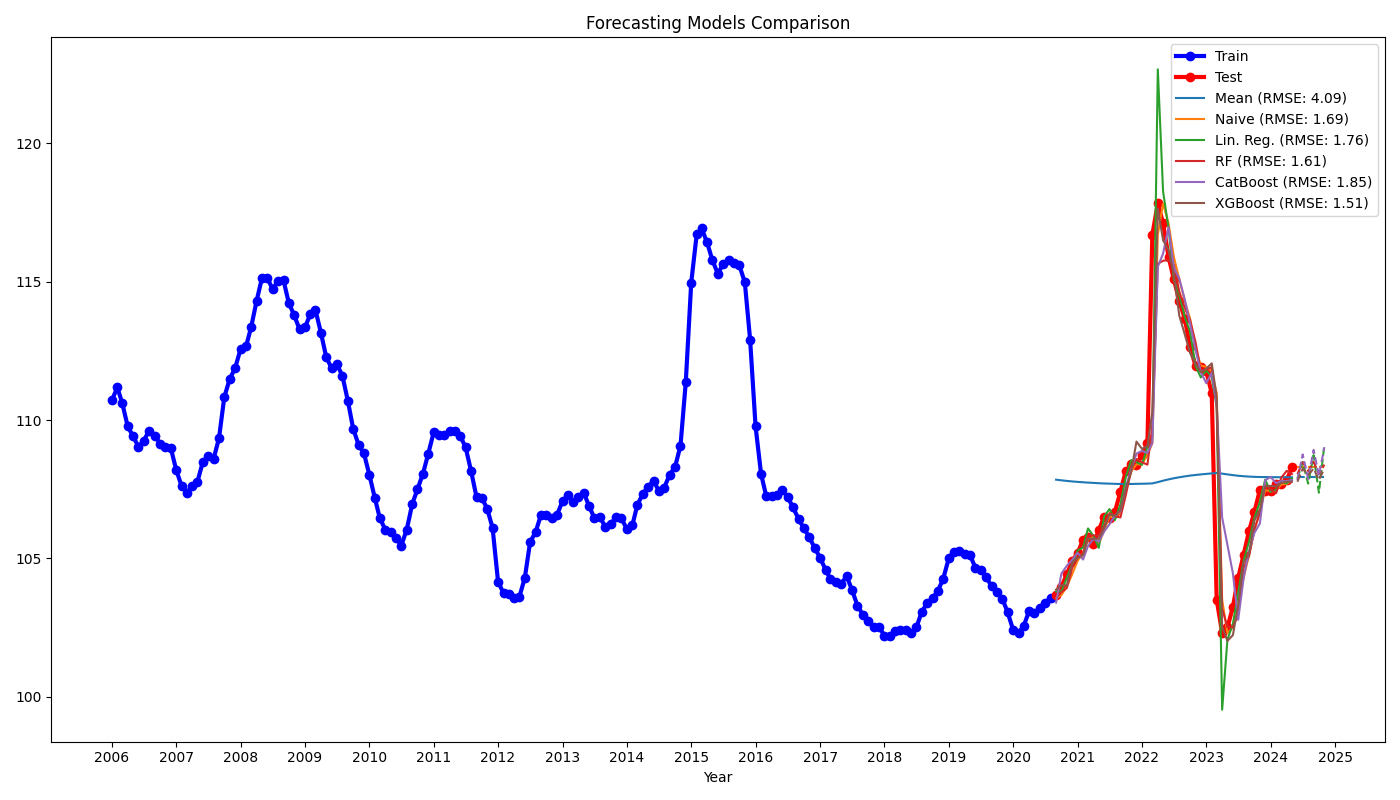 Forecasting Models Comparison
Train
Test
Mean (RMSE: 4.09)
Naive (RMSE: 1.69)
Lin. Reg. (RMSE: 1.76)
RF (RMSE: 1.61)
CatBoost (RMSE: 1.85)
XGBoost (RMSE: 1.51)
120
115
110
105
100
2006 2007 2008 2009 2010 2011 2012 2013 2014 2015 2016 2017 2018 2019 2020 2021 2022 2023 2024 2025
Year